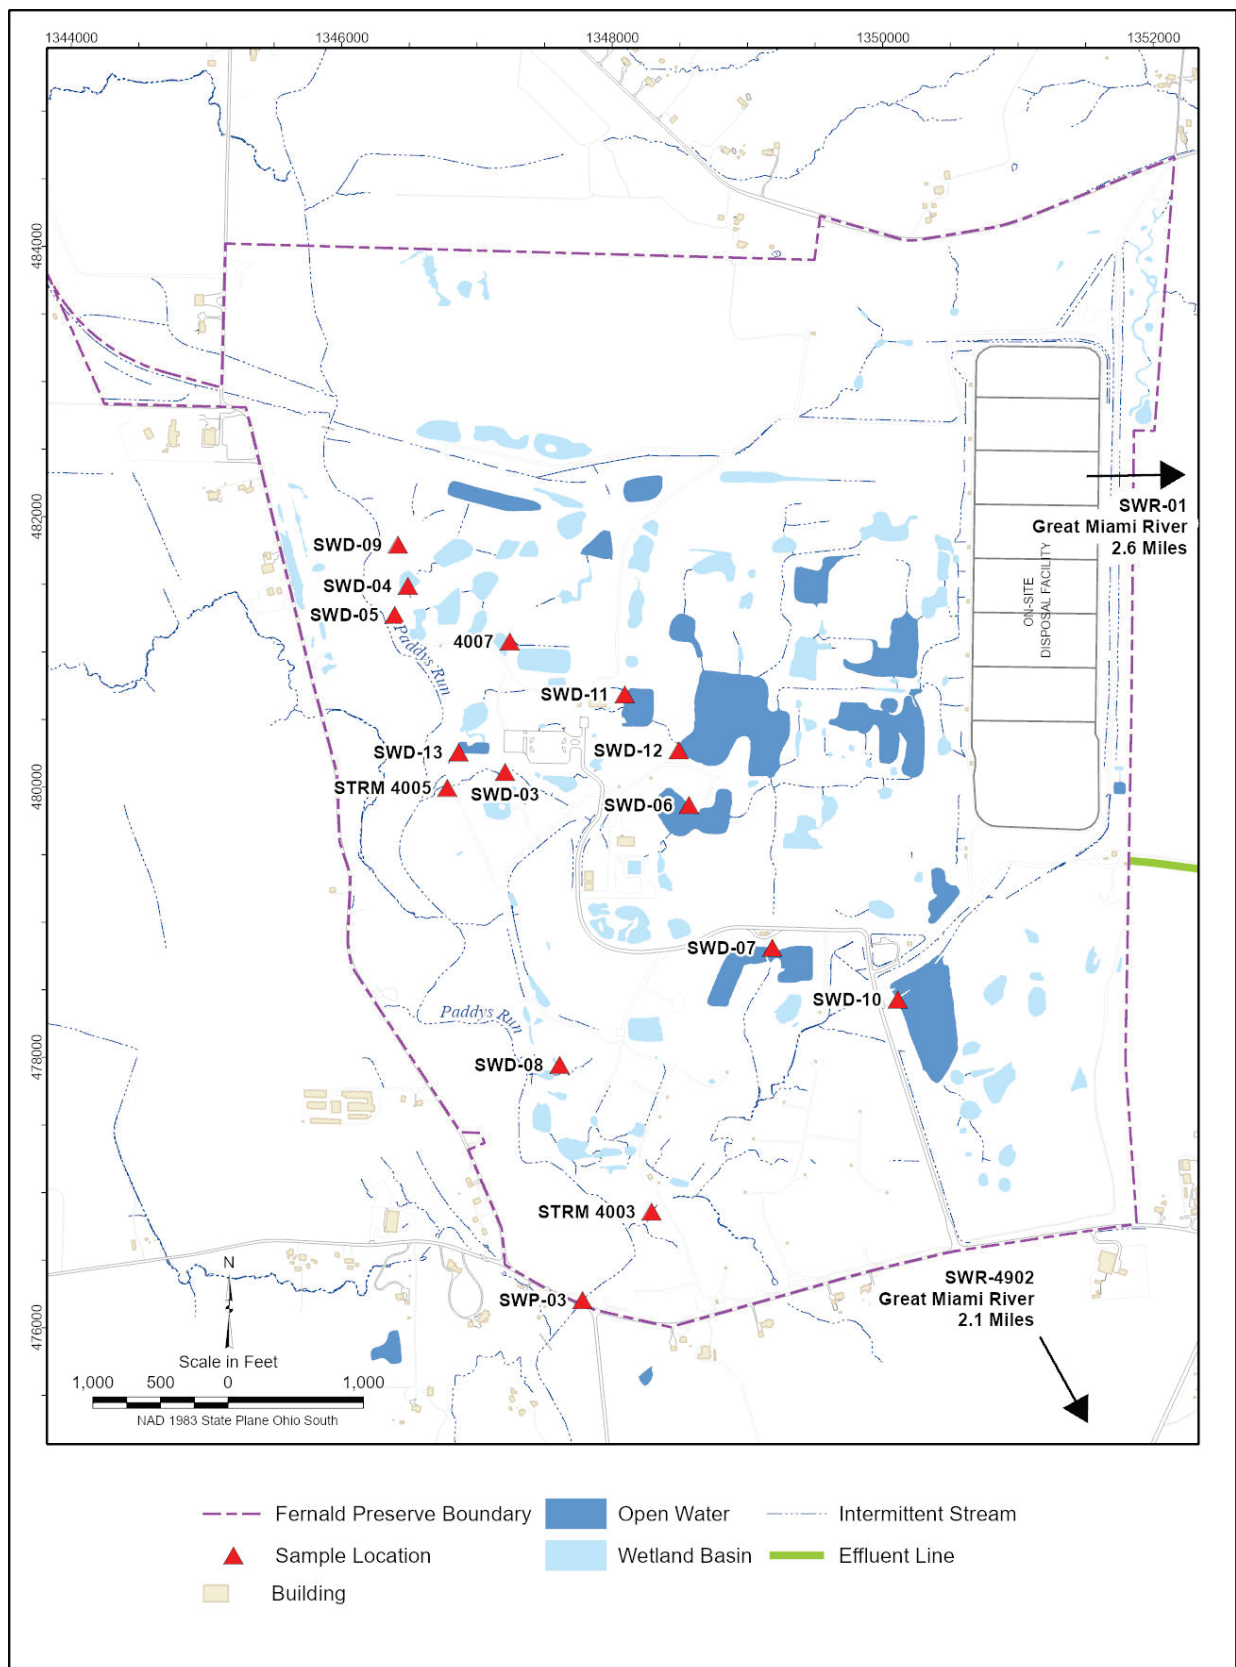 1344000
1346000
1348000
1350000
1352000
484000
482000
480000
478000
476000
SWD-09
SWD-04
SWD-05
Paddys Run
4007
SWD-11
SWD-13
SWD-12
STRM 4005
SWD-03
SWD-06
SWR-01
Great Miami River
2.6 Miles
ON-SITE
DISPOSAL FACILITY
SWD-07
SWD-10
Paddys Run
SWD-08
STRM 4003
SWP-03
SWR-4902
Great Miami River
2.1 Miles
N
Scale in Feet
1,000
500
0
1,000
NAD 1983 State Plane Ohio South
Fernald Preserve Boundary
Open Water
Intermittent Stream
Sample Location
Wetland Basin
Effluent Line
Building